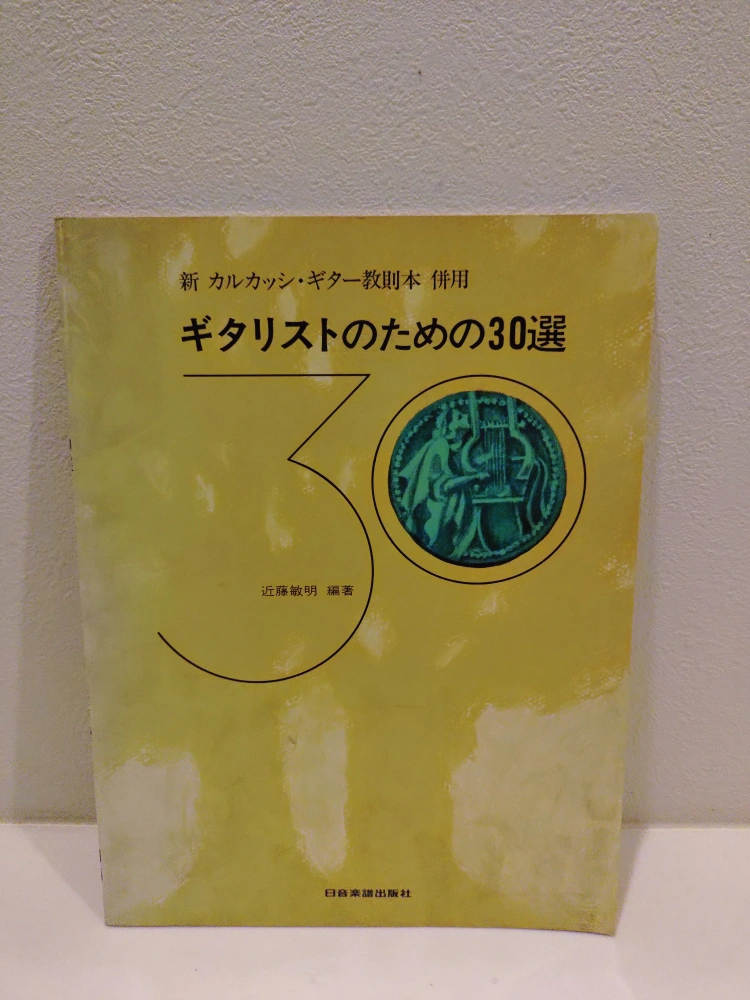 新 カルカッシ・ギター教則本 併用
ギタリストのための30選
30
近藤敏明 編著
日音楽譜出版社